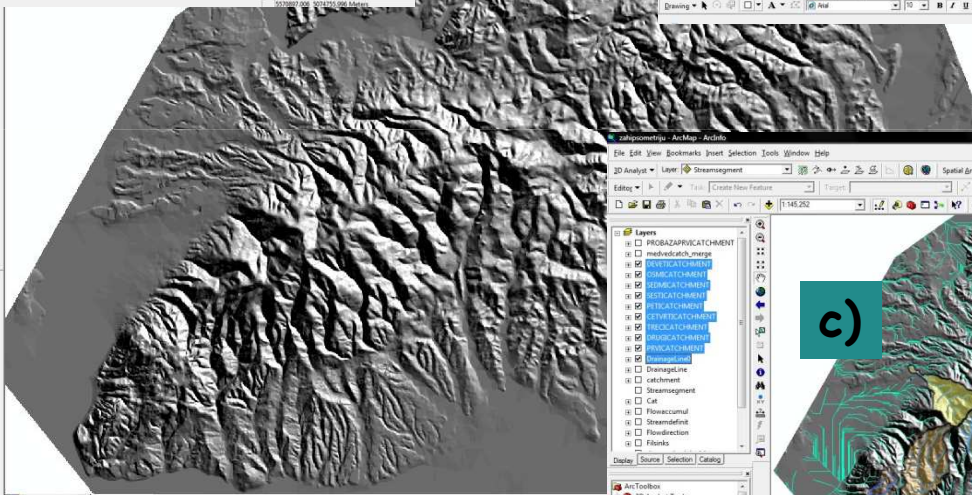 5570897.006 5074755.996 Meters
Drawing
A
Arial
10
B I U
zahipsometriju - ArcMap - ArcInfo
File Edit View Bookmarks Insert Selection Tools Window Help
3D Analyst Layer: Streamsegment
Spatial An
Editor Task: Create New Feature Target:
1:145,252
Layers
PROBAZAPRVICATCHMENT
medvedcatch_merge
DEVETICATCHMENT
OSMICATCHMENT
SEDMICATCHMENT
SESTICATCHMENT
PETICATCHMENT
CETVRTICATCHMENT
TRECICATCHMENT
DRUGICATCHMENT
PRVICATCHMENT
DrainageLine0
DrainageLine
catchment
Streamsegment
Cat
Flowaccumul
Streamdefinit
Flowdirection
Filsinks
Display Source Selection Catalog
ArcToolbox
c)